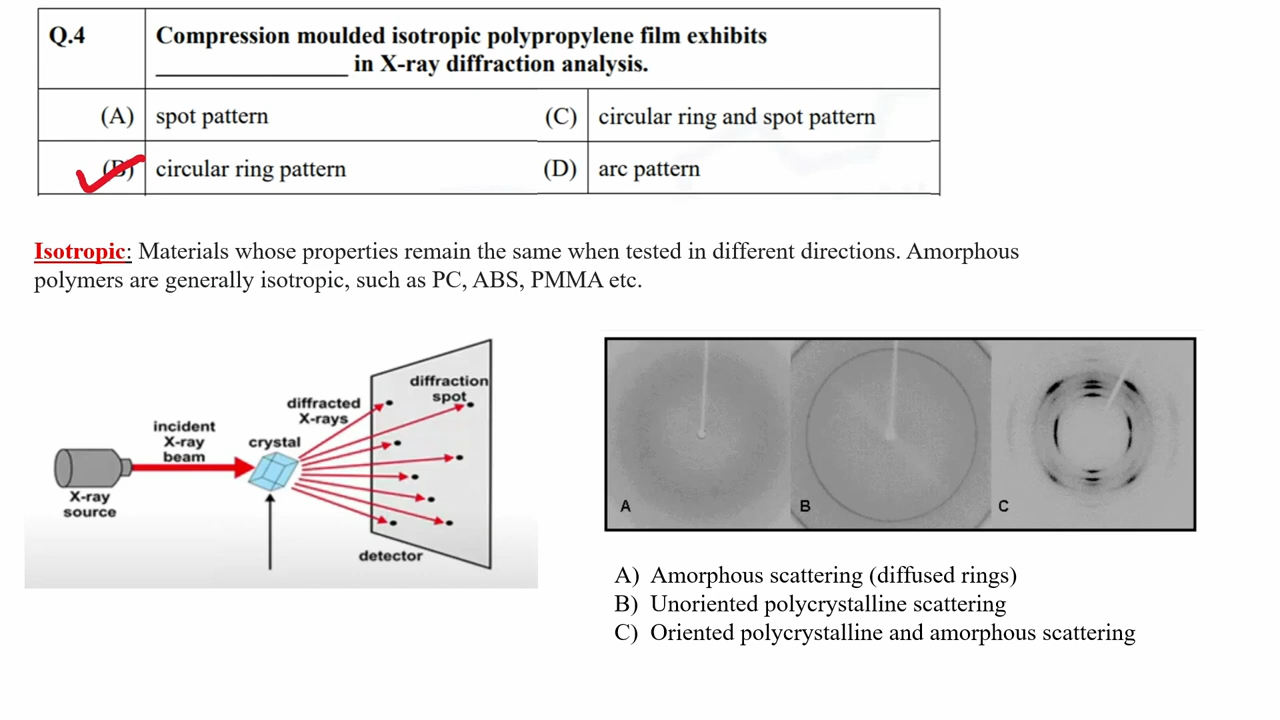 Q.4 Compression moulded isotropic polypropylene film exhibits
________________ in X-ray diffraction analysis.
(A) spot pattern (C) circular ring and spot pattern
(B) circular ring pattern (D) arc pattern
Isotropic: Materials whose properties remain the same when tested in different directions. Amorphous
polymers are generally isotropic, such as PC, ABS, PMMA etc.
X-ray
source
incident
X-ray
beam
crystal
diffracted
X-rays
diffraction
spot
detector
A
B
C
A) Amorphous scattering (diffused rings)
B) Unoriented polycrystalline scattering
C) Oriented polycrystalline and amorphous scattering